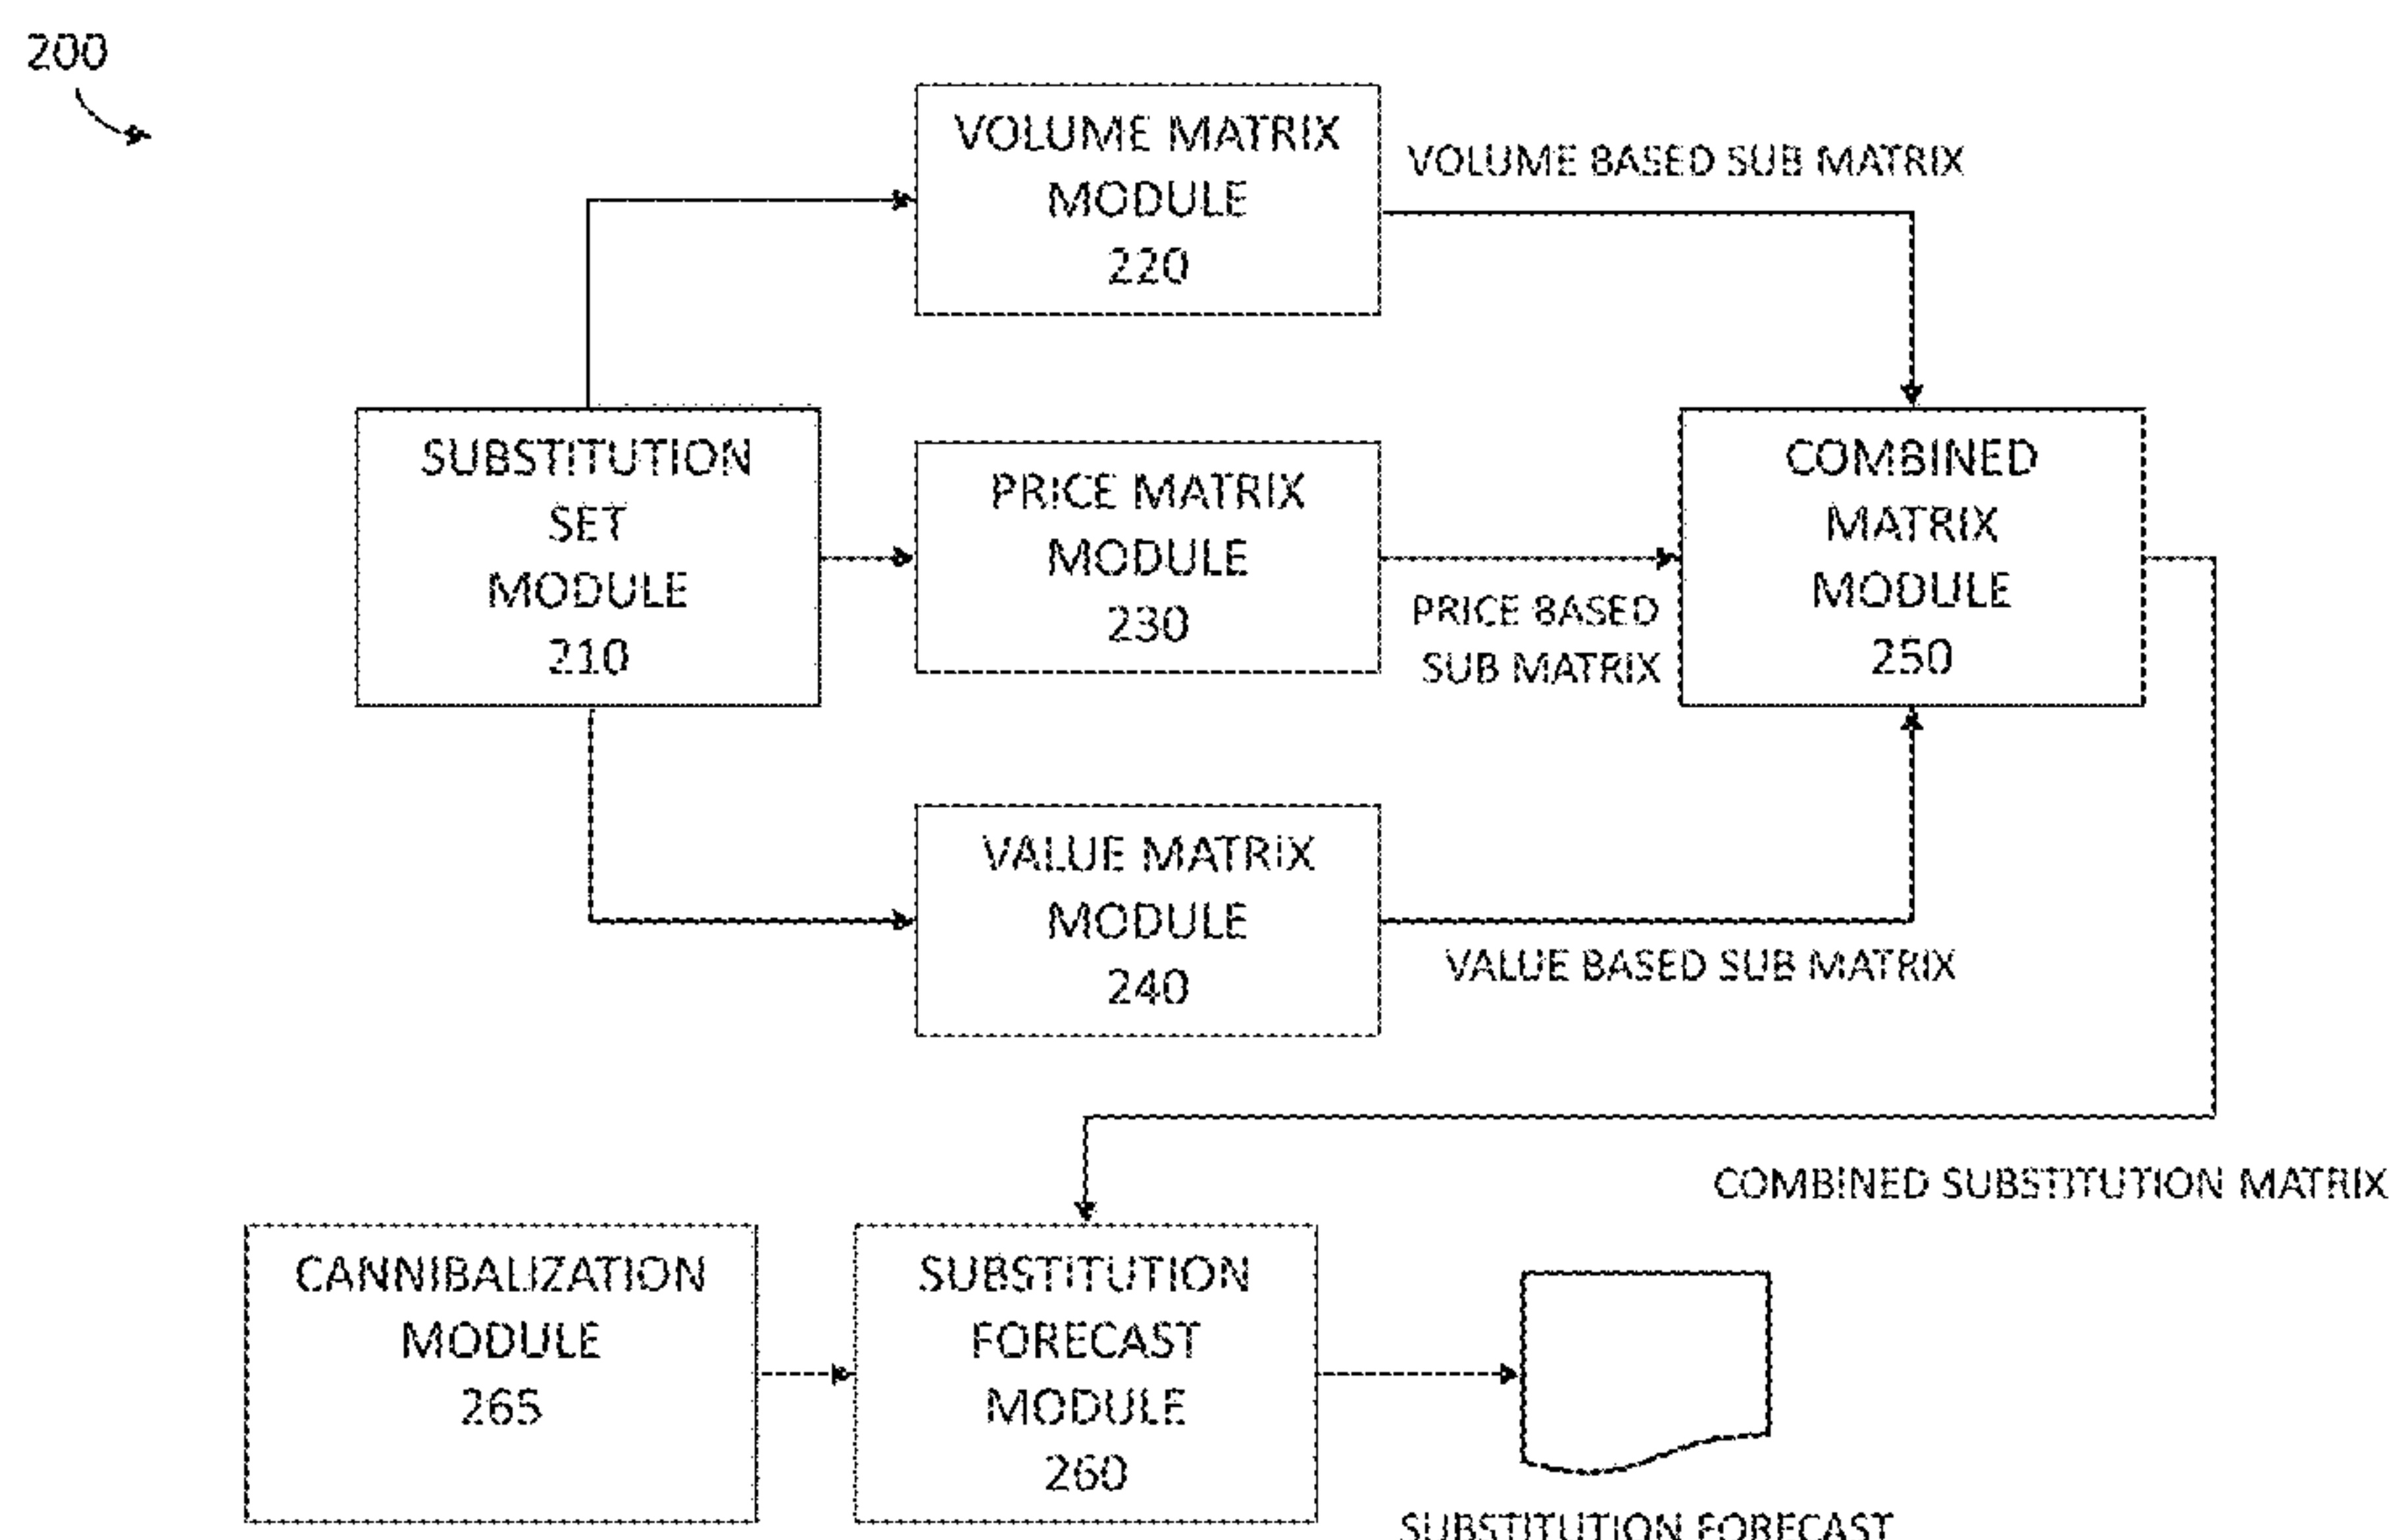 200
VOLUME MATRIX
MODULE
220
VOLUME BASED SUB MATRIX
SUBSTITUTION
SET
MODULE
210
PRICE MATRIX
MODULE
230
PRICE BASED
SUB MATRIX
COMBINED
MATRIX
MODULE
250
VALUE MATRIX
MODULE
240
VALUE BASED SUB MATRIX
COMBINED SUBSTITUTION MATRIX
CANNIBALIZATION
MODULE
265
SUBSTITUTION
FORECAST
MODULE
260
SUBSTITUTION FORECAST